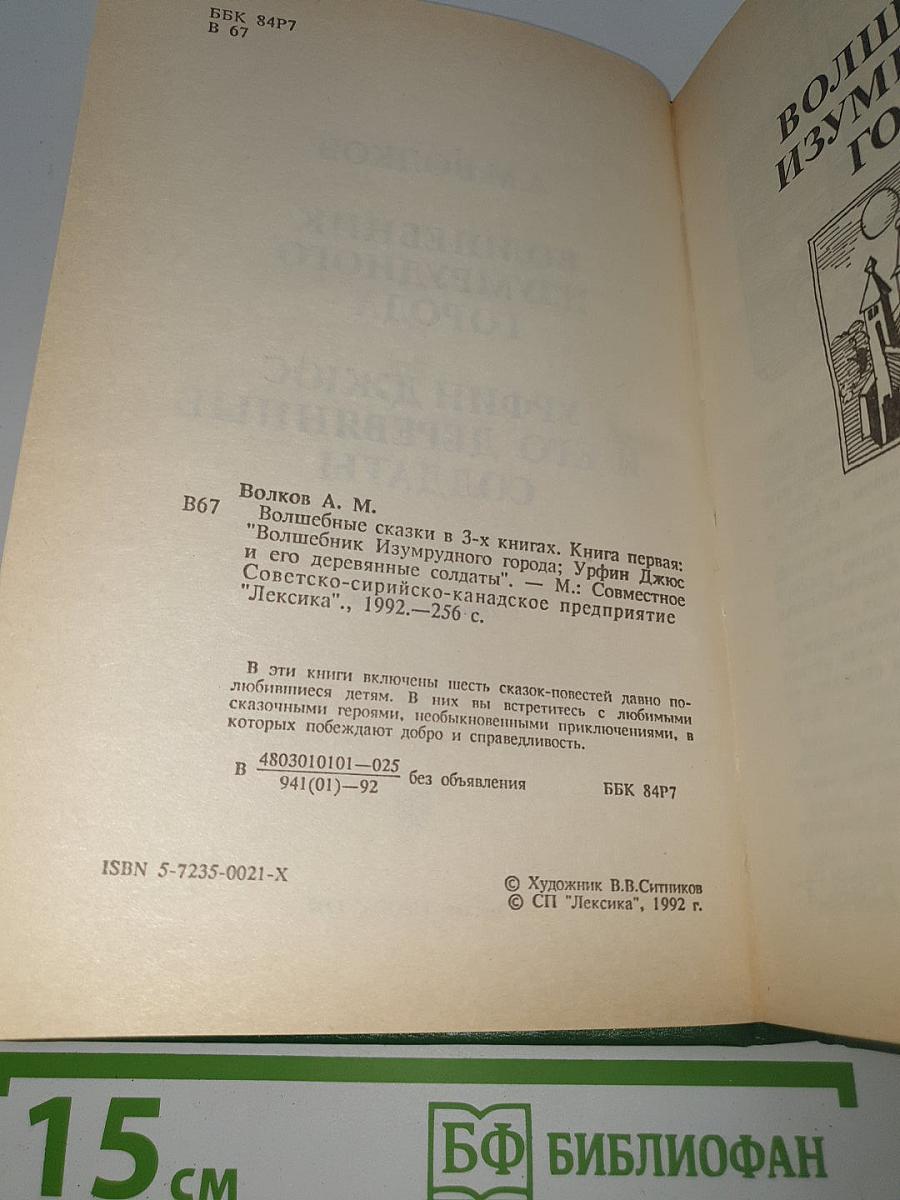 ББК 84Р7
В 67
В67
Волков А. М.
Волшебные сказки в 3-х книгах. Книга первая:
"Волшебник Изумрудного города; Урфин Джюс
и его деревянные солдаты". — М.: Совместное
Советско-сирийско-канадское предприятие
"Лексика"., 1992.—256 с.
В эти книги включены шесть сказок-повестей давно по-
любившиеся детям. В них вы встретитесь с любимыми
сказочными героями, необыкновенными приключениями, в
которых побеждают добро и справедливость.
В 4803010101—025
941(01)—92
без объявления
ББК 84Р7
ISBN 5-7235-0021-X
© Художник В.В.Ситников
© СП "Лексика", 1992 г.
ВОЛШ
ИЗУМ
ГО
15 см
БФ БИБЛИОФАН